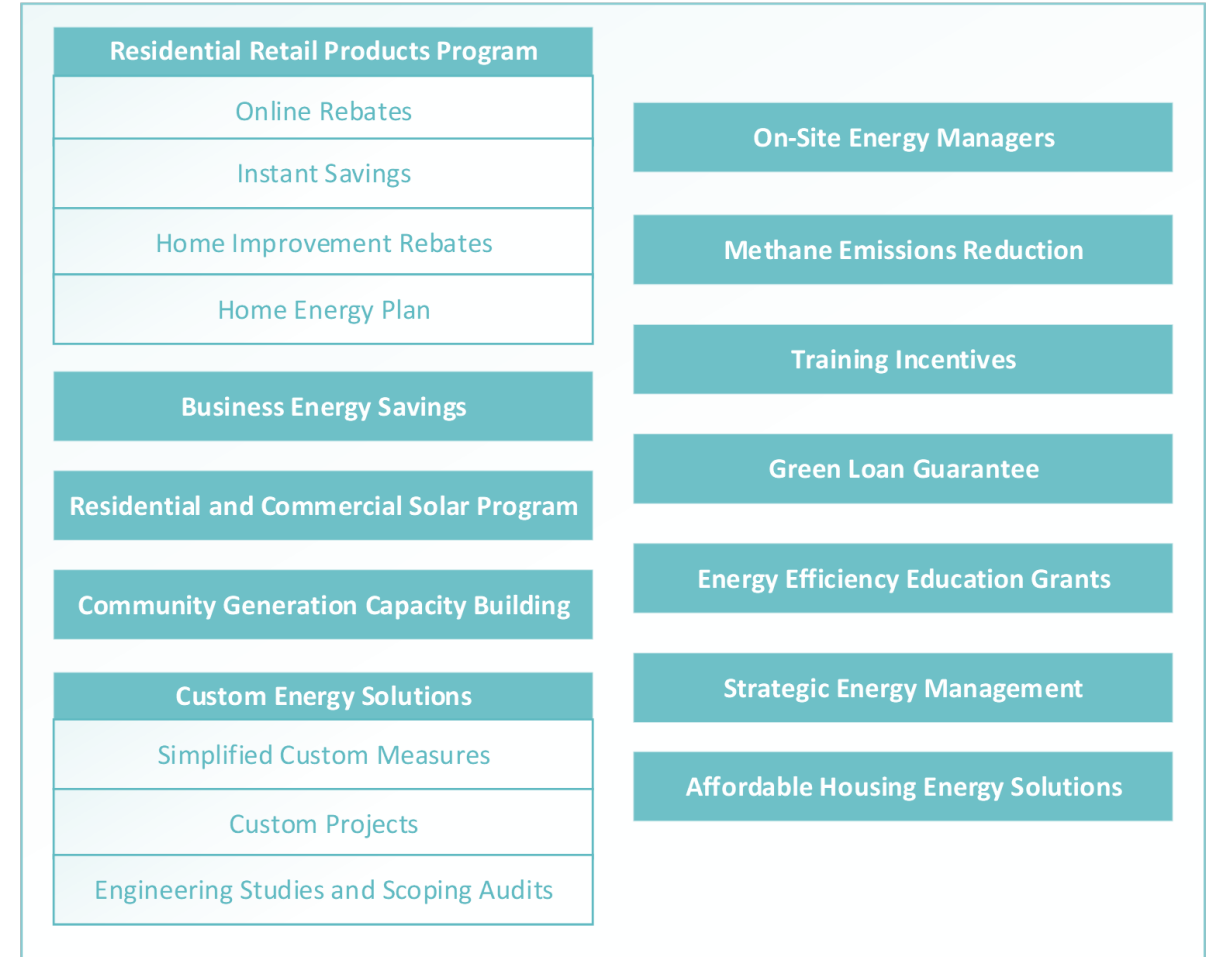 Residential Retail Products Program
Online Rebates
Instant Savings
Home Improvement Rebates
Home Energy Plan
Business Energy Savings
Residential and Commercial Solar Program
Community Generation Capacity Building
Custom Energy Solutions
Simplified Custom Measures
Custom Projects
Engineering Studies and Scoping Audits
On-Site Energy Managers
Methane Emissions Reduction
Training Incentives
Green Loan Guarantee
Energy Efficiency Education Grants
Strategic Energy Management
Affordable Housing Energy Solutions